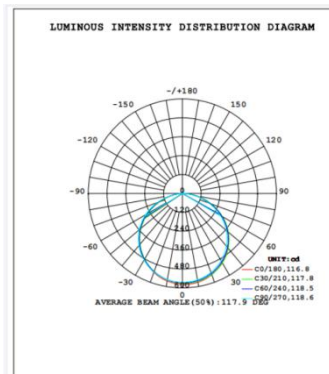 LUMINOUS INTENSITY DISTRIBUTION DIAGRAM
-/+180
-150 150
-120 120
-90 0 90
120
240
-60 360 60
480
-30 600 30
0
UNIT:cd
C0/180,116.8
C30/210,117.8
C60/240,118.5
C90/270,118.6
AVERAGE BEAM ANGLE(50%):117.9 DEG